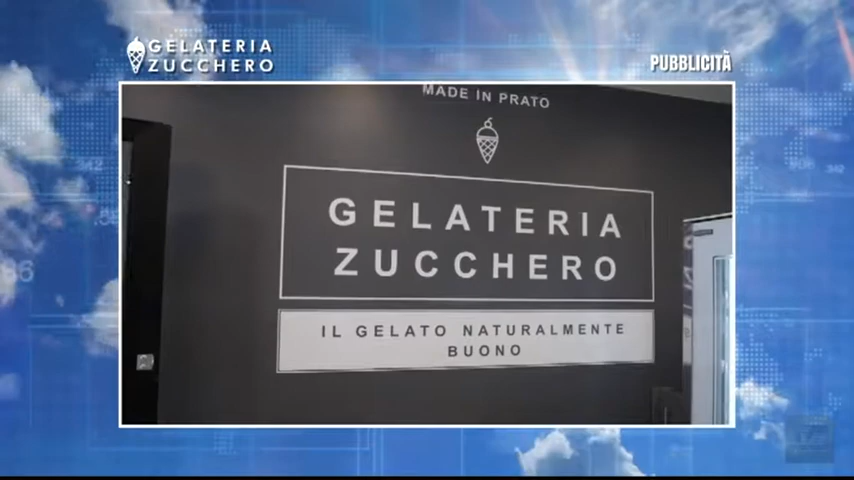 GELATERIA
ZUCCHERO
PUBBLICITÀ
MADE IN PRATO
GELATERIA
ZUCCHERO
IL GELATO NATURALMENTE
BUONO